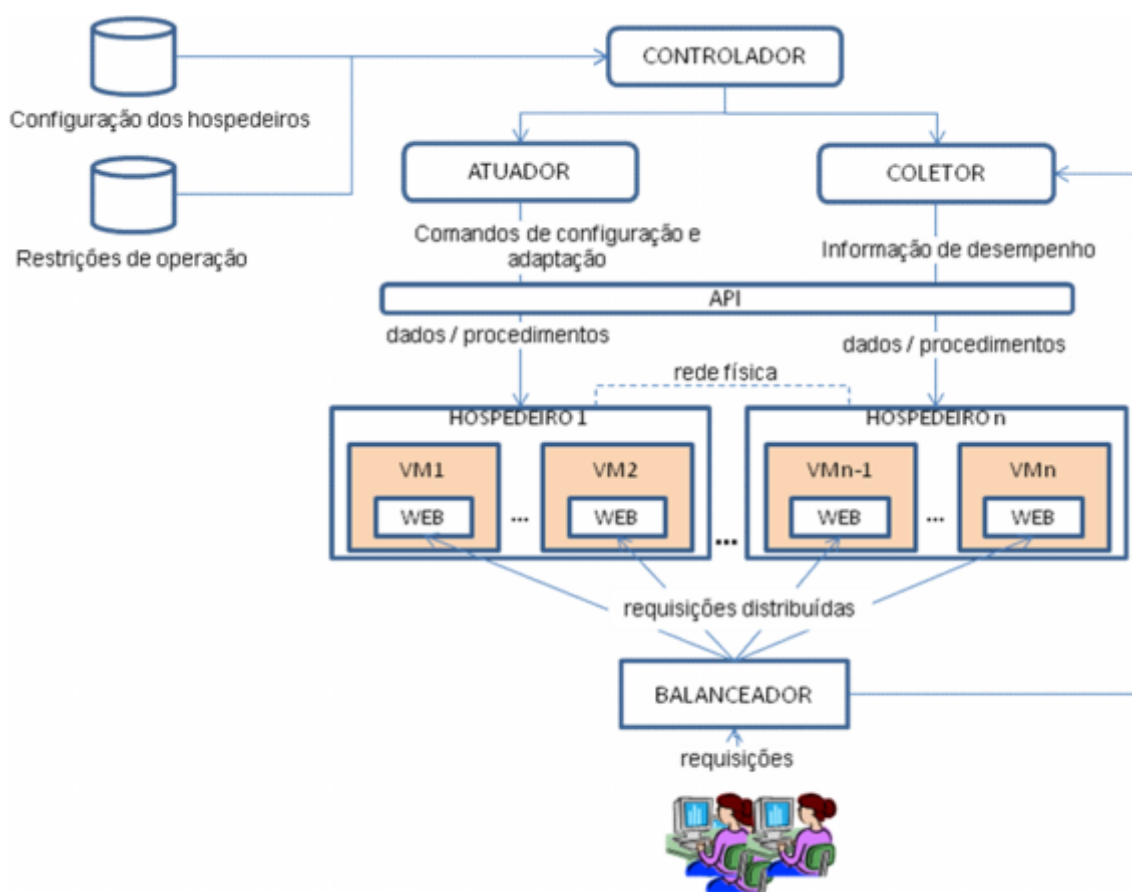 CONTROLADOR
Configuração dos hospedeiros
ATUADOR
COLETOR
Restrições de operação
Comandos de configuração e
adaptação
Informação de desempenho
API
dados / procedimentos
dados / procedimentos
rede física
HOSPEDEIRO 1
HOSPEDEIRO n
VM1
VM2
VMn-1
VMn
WEB
...
WEB
...
WEB
...
WEB
requisições distribuídas
BALANCEADOR
requisições